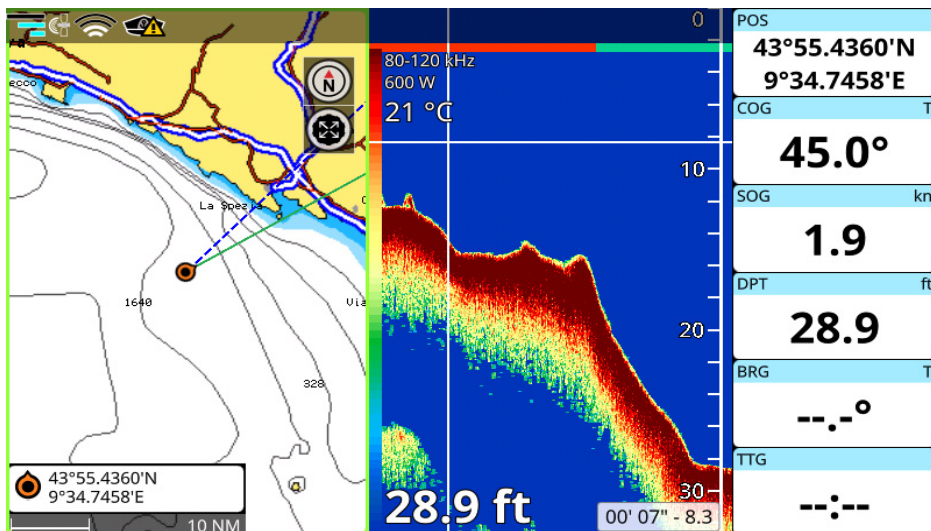 ecco
N
La Spezia
1640
Via
328
43°55.4360'N
9°34.7458'E
10 NM
0
80-120 kHz
600 W
21 °C
10
20
30
28.9 ft
00' 07" - 8.3
POS
43°55.4360'N
9°34.7458'E
COG T
45.0°
SOG kn
1.9
DPT ft
28.9
BRG T
--.-°
TTG
--:--